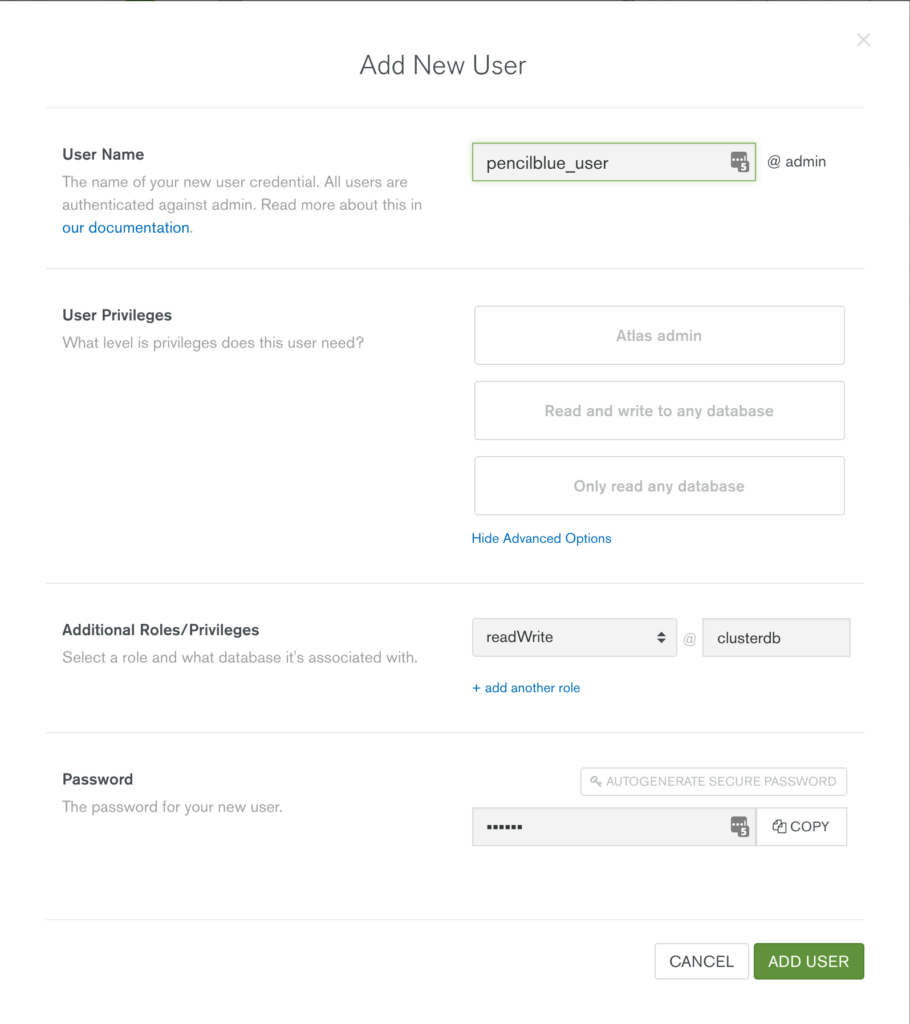 Add New User
User Name
The name of your new user credential. All users are
authenticated against admin. Read more about this in
our documentation.
pencilblue_user
5
@ admin
User Privileges
What level is privileges does this user need?
Atlas admin
Read and write to any database
Only read any database
Hide Advanced Options
Additional Roles/Privileges
Select a role and what database it's associated with.
readWrite @ clusterdb
+ add another role
Password
The password for your new user.
AUTOGENERATE SECURE PASSWORD
••••••
5
COPY
CANCEL
ADD USER